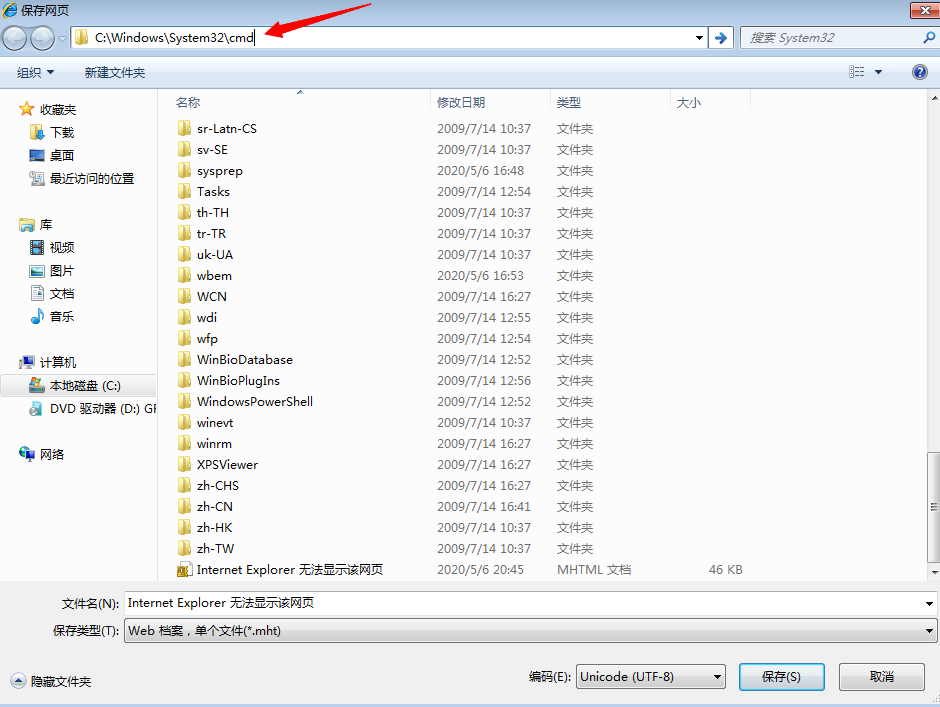 保存网页
C:\Windows\System32\cmd
搜索 System32
组织
新建文件夹
收藏夹
下载
桌面
最近访问的位置
库
视频
图片
文档
音乐
计算机
本地磁盘 (C:)
DVD 驱动器 (D:) GF
网络
名称 修改日期 类型 大小
sr-Latn-CS 2009/7/14 10:37 文件夹
sv-SE 2009/7/14 10:37 文件夹
sysprep 2020/5/6 16:48 文件夹
Tasks 2009/7/14 12:54 文件夹
th-TH 2009/7/14 10:37 文件夹
tr-TR 2009/7/14 10:37 文件夹
uk-UA 2009/7/14 10:37 文件夹
wbem 2020/5/6 16:53 文件夹
WCN 2009/7/14 16:27 文件夹
wdi 2009/7/14 12:55 文件夹
wfp 2009/7/14 12:54 文件夹
WinBioDatabase 2009/7/14 12:52 文件夹
WinBioPlugIns 2009/7/14 12:56 文件夹
WindowsPowerShell 2009/7/14 12:52 文件夹
winevt 2009/7/14 10:37 文件夹
winrm 2009/7/14 16:27 文件夹
XPSViewer 2009/7/14 16:27 文件夹
zh-CHS 2009/7/14 16:27 文件夹
zh-CN 2009/7/14 16:41 文件夹
zh-HK 2009/7/14 10:37 文件夹
zh-TW 2009/7/14 10:37 文件夹
Internet Explorer 无法显示该网页 2020/5/6 20:45 MHTML 文档 46 KB
文件名(N): Internet Explorer 无法显示该网页
保存类型(T): Web 档案，单个文件(*.mht)
隐藏文件夹
编码(E): Unicode (UTF-8) 保存(S) 取消